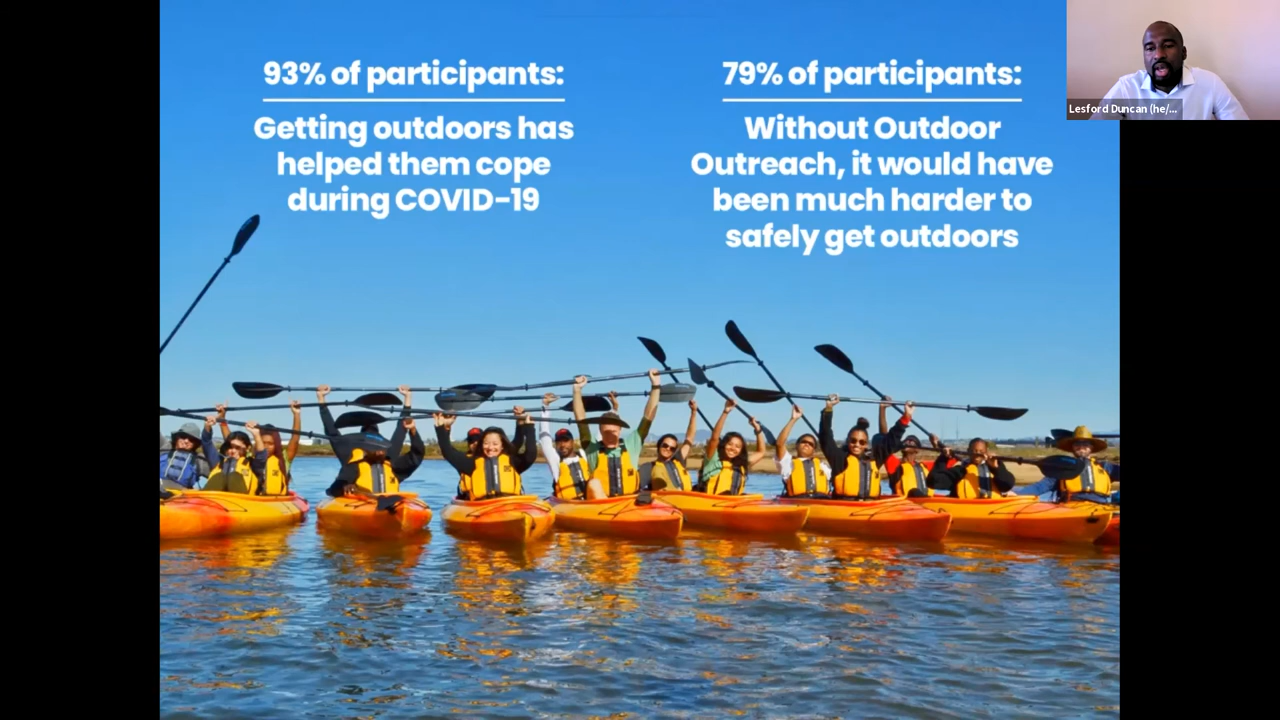 93% of participants:
Getting outdoors has
helped them cope
during COVID-19
79% of participants:
Without Outdoor
Outreach, it would have
been much harder to
safely get outdoors
Lesford Duncan (he/...